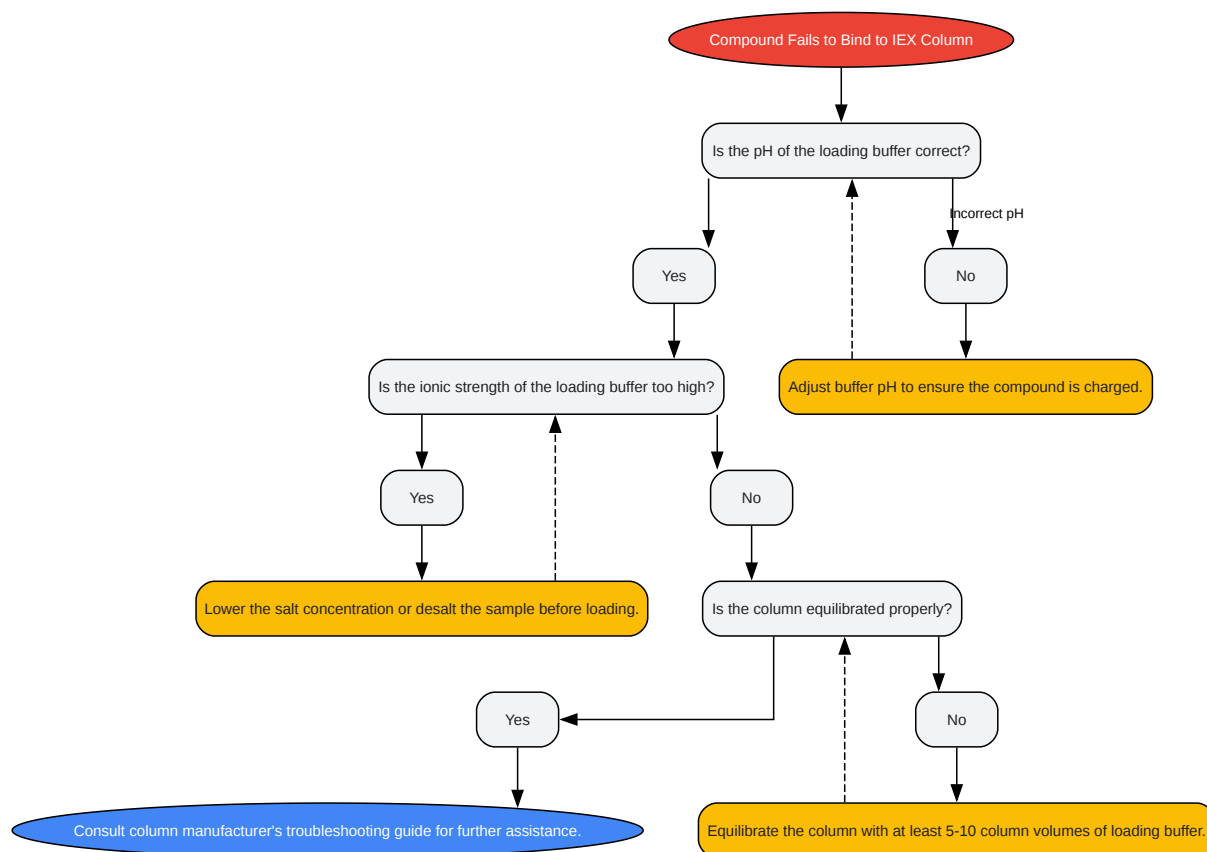 Compound Fails to Bind to IEX Column
Is the pH of the loading buffer correct?
Incorrect pH
Yes
No
Is the ionic strength of the loading buffer too high?
Adjust buffer pH to ensure the compound is charged.
Yes
No
Lower the salt concentration or desalt the sample before loading.
Is the column equilibrated properly?
Yes
No
Consult column manufacturer's troubleshooting guide for further assistance.
Equilibrate the column with at least 5-10 column volumes of loading buffer.